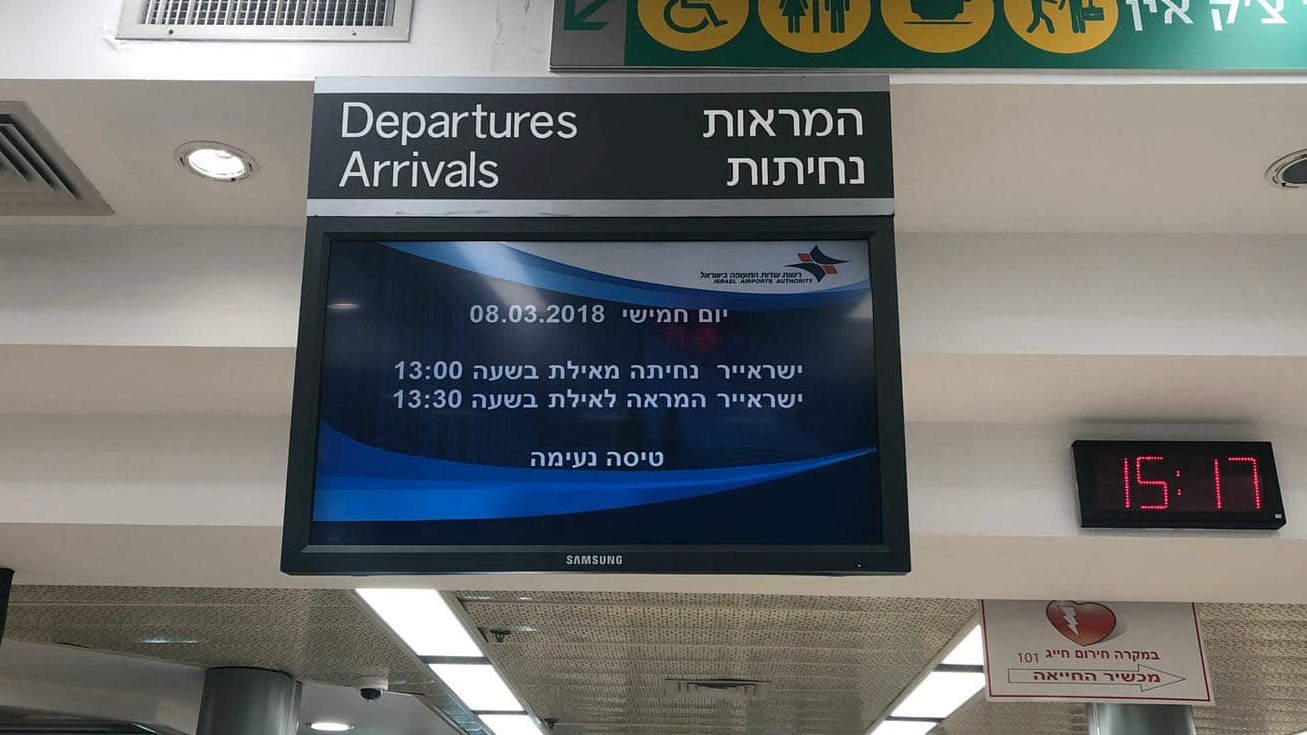 ציק אין
Departures
המראות
Arrivals
נחיתות
רשות שדות התעופה בישראל
ISRAEL AIRPORTS AUTHORITY
יום חמישי 08.03.2018
ישראייר נחיתה מאילת בשעה 13:00
ישראייר המראה לאילת בשעה 13:30
טיסה נעימה
SAMSUNG
15:17
במקרה חירום חייג 101
מכשיר החייאה